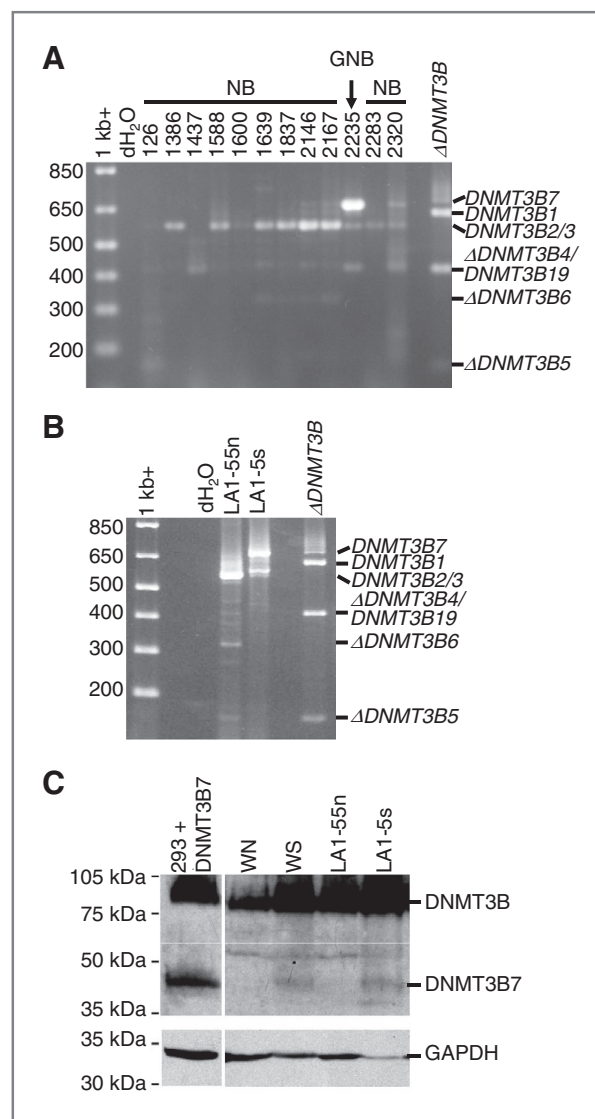 A
GNB
NB
NB
1 kb+
dH2O
126
1386
1437
1588
1600
1639
1837
2146
2167
2235
2283
2320
ΔDNMT3B
850
650
500
400
300
200
DNMT3B7
DNMT3B1
DNMT3B2/3
ΔDNMT3B4/
DNMT3B19
ΔDNMT3B6
ΔDNMT3B5
B
1 kb+
dH2O
LA1-55n
LA1-5s
ΔDNMT3B
850
650
500
400
300
200
DNMT3B7
DNMT3B1
DNMT3B2/3
ΔDNMT3B4/
DNMT3B19
ΔDNMT3B6
ΔDNMT3B5
C
293 +
DNMT3B7
WN
WS
LA1-55n
LA1-5s
105 kDa
75 kDa
50 kDa
35 kDa
35 kDa
30 kDa
DNMT3B
DNMT3B7
GAPDH